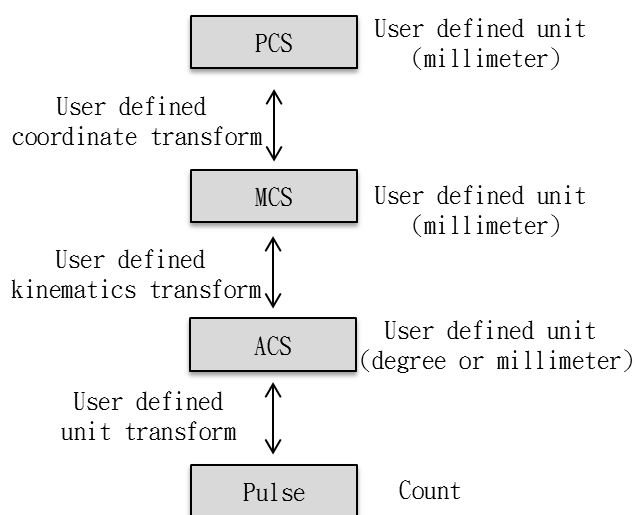 PCS
User defined unit
(millimeter)
User defined
coordinate transform
MCS
User defined unit
(millimeter)
User defined
kinematics transform
ACS
User defined unit
(degree or millimeter)
User defined
unit transform
Pulse
Count